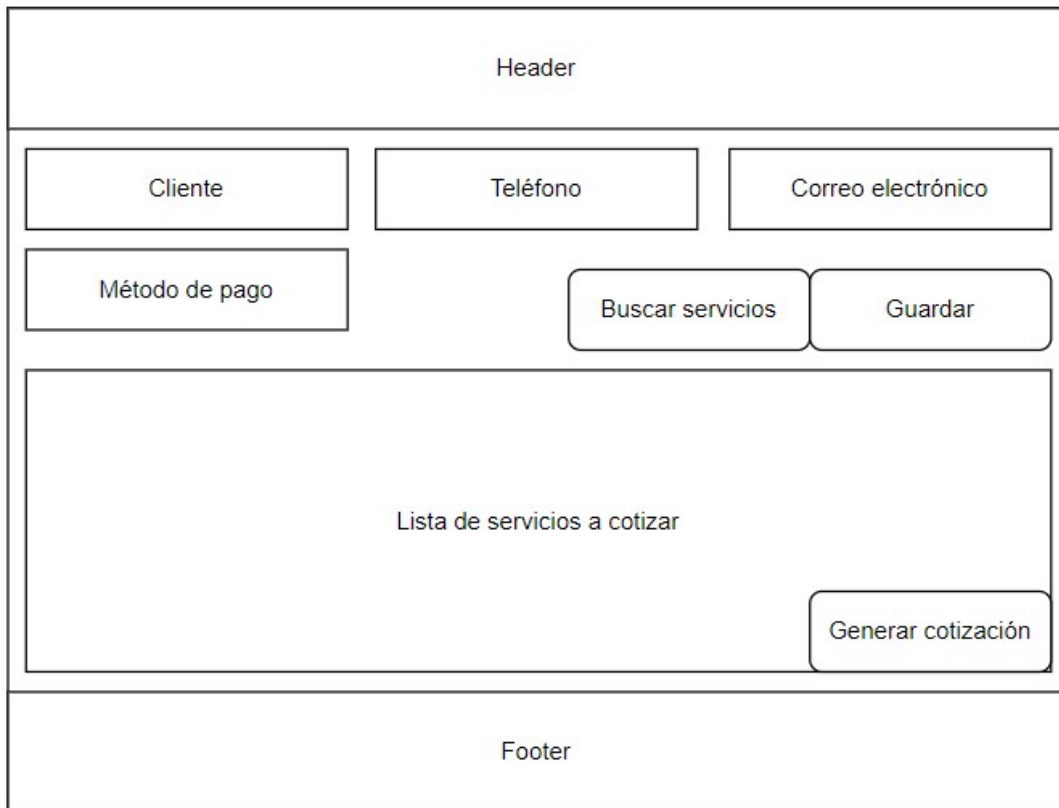 Header
Cliente
Teléfono
Correo electrónico
Método de pago
Buscar servicios
Guardar
Lista de servicios a cotizar
Generar cotización
Footer